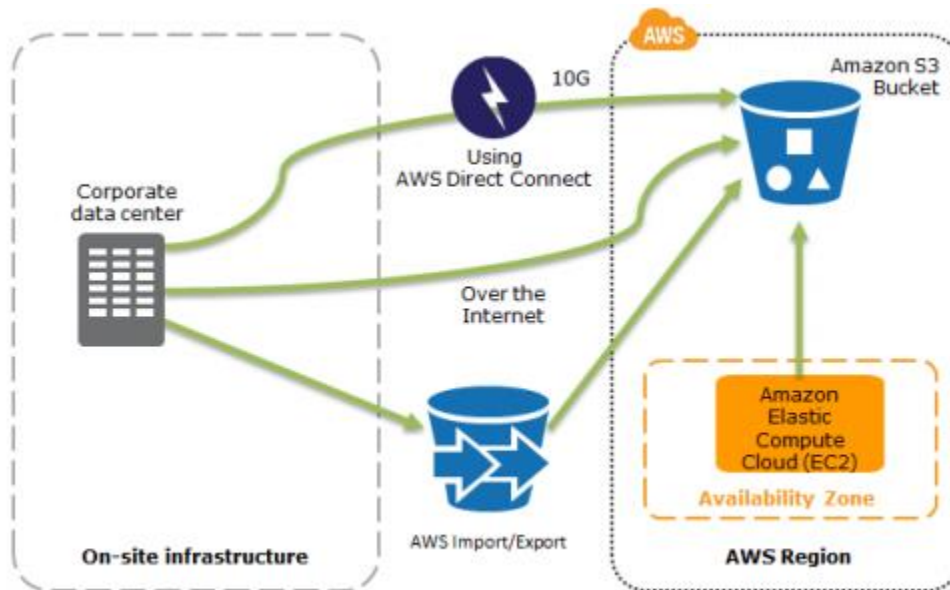 AWS
Amazon S3
Bucket
10G
Using
AWS Direct Connect
Corporate
data center
Over the
Internet
Amazon
Elastic
Compute
Cloud (EC2)
Availability Zone
AWS Import/Export
On-site infrastructure
AWS Region